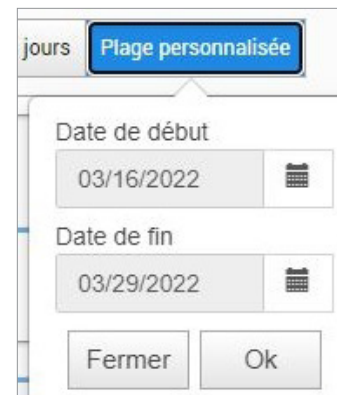 jours Plage personnalisée
Date de début
03/16/2022
Date de fin
03/29/2022
Fermer Ok